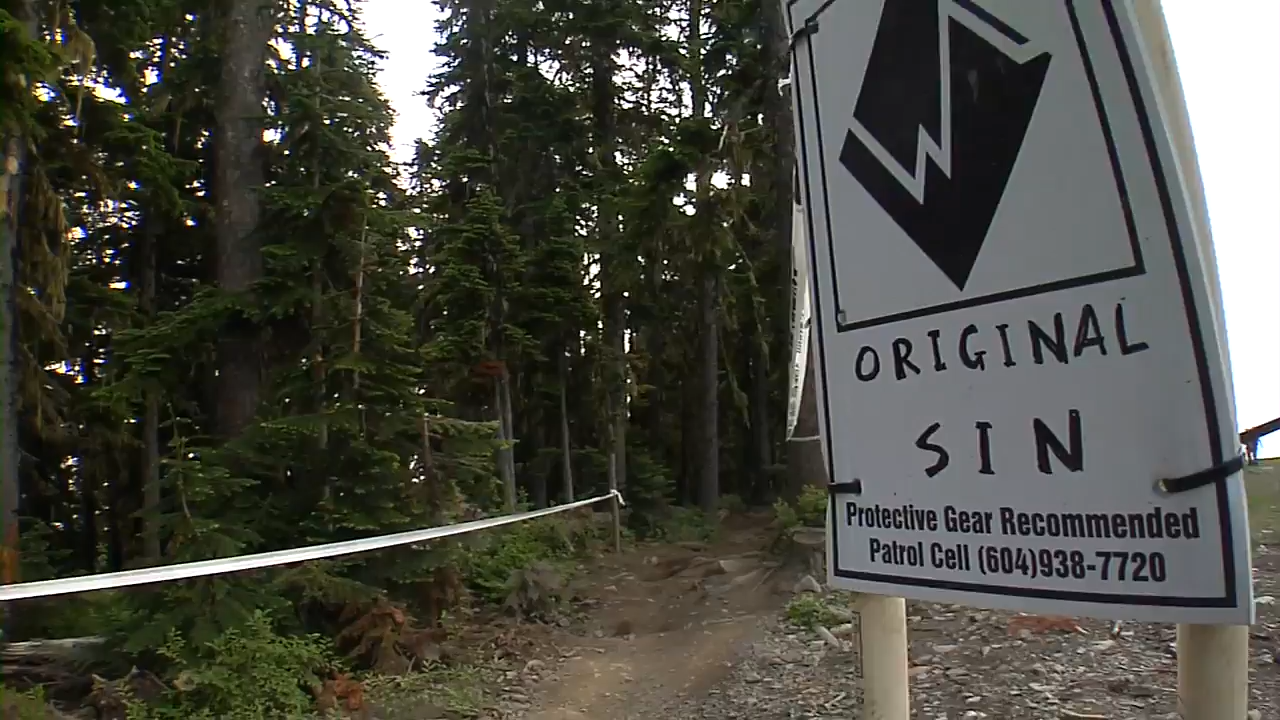 ORIGINAL
SIN
Protective Gear Recommended
Patrol Cell (604)938-7720